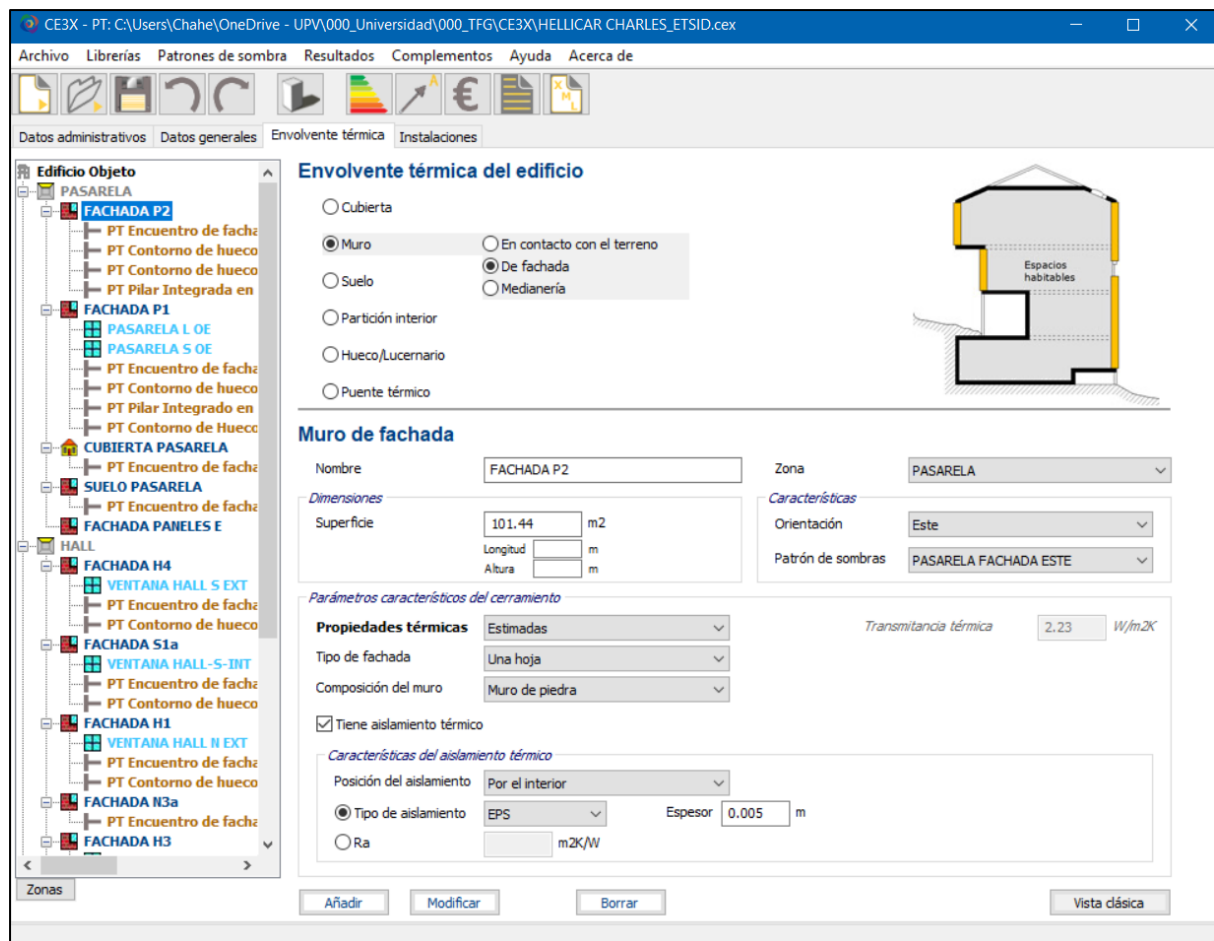 CE3X - PT: C:\Users\Chahe\OneDrive - UPV\000_Universidad\000_TFG\CE3X\HELLICAR CHARLES_ETSID.cex
Archivo Librerías Patrones de sombra Resultados Complementos Ayuda Acerca de
A € X M L
Datos administrativos Datos generales Envolvente térmica Instalaciones
Edificio Objeto
PASARELA
FACHADA P2
PT Encuentro de facha
PT Contorno de hueco
PT Contorno de hueco
PT Pilar Integrada en
FACHADA P1
PASARELA L OE
PASARELA S OE
PT Encuentro de facha
PT Contorno de hueco
PT Pilar Integrado en
PT Contorno de Hueco
CUBIERTA PASARELA
PT Encuentro de facha
SUELO PASARELA
PT Encuentro de facha
FACHADA PANELES E
HALL
FACHADA H4
VENTANA HALL S EXT
PT Encuentro de facha
PT Contorno de hueco
FACHADA S1a
VENTANA HALL-S-INT
PT Encuentro de facha
PT Contorno de hueco
FACHADA H1
VENTANA HALL N EXT
PT Encuentro de facha
PT Contorno de hueco
FACHADA N3a
PT Encuentro de facha
FACHADA H3
Zonas
Envolvente térmica del edificio
Cubierta
Muro En contacto con el terreno
De fachada
Suelo Medianería
Partición interior
Hueco/Lucernario
Puente térmico
Espacios
habitables
Muro de fachada
Nombre FACHADA P2 Zona PASARELA
Dimensiones Características
Superficie 101.44 m2 Orientación Este
Longitud m
Altura m Patrón de sombras PASARELA FACHADA ESTE
Parámetros característicos del cerramiento
Propiedades térmicas Estimadas Transmitancia térmica 2.23 W/m2K
Tipo de fachada Una hoja
Composición del muro Muro de piedra
Tiene aislamiento térmico
Características del aislamiento térmico
Posición del aislamiento Por el interior
Tipo de aislamiento EPS Espesor 0.005 m
Ra m2K/W
Añadir Modificar Borrar Vista clásica